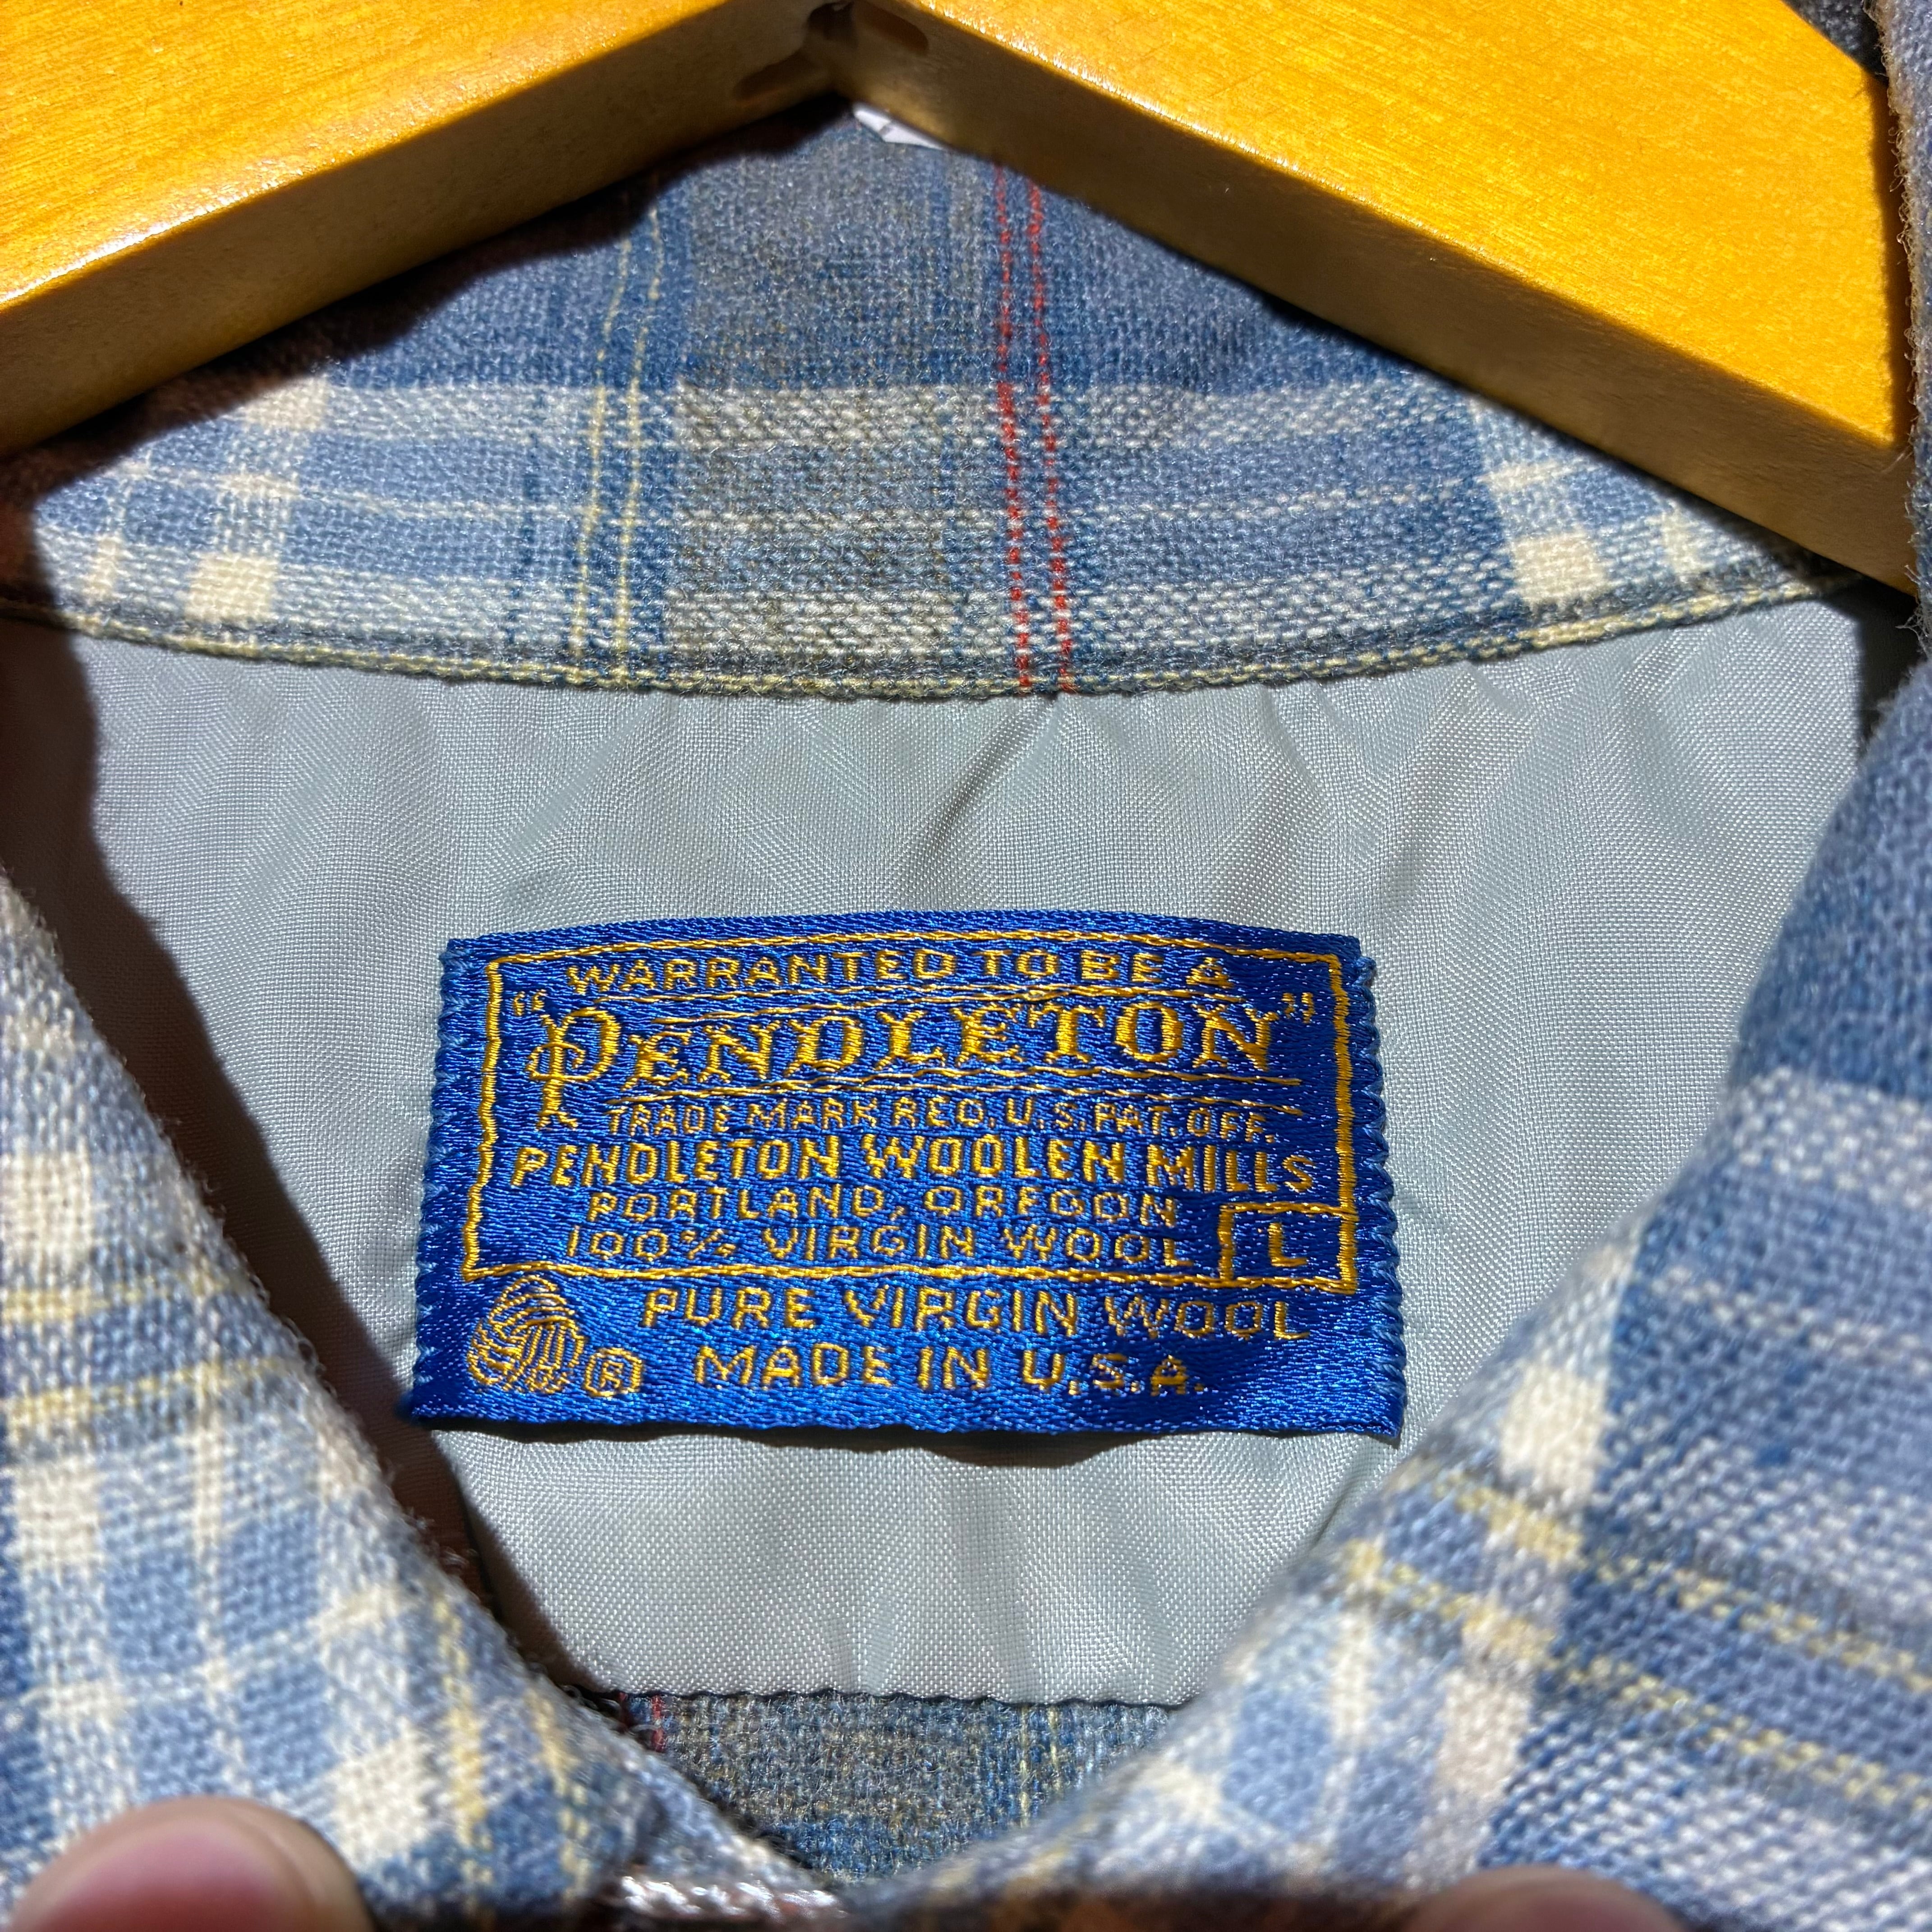 WARRANTED TO BE A
"PENDLETON"
TRADE MARK REG. U.S. PAT. OFF.
PENDLETON WOOLEN MILLS
PORTLAND, OREGON
100% VIRGIN WOOL L
PURE VIRGIN WOOL
® MADE IN U.S.A.